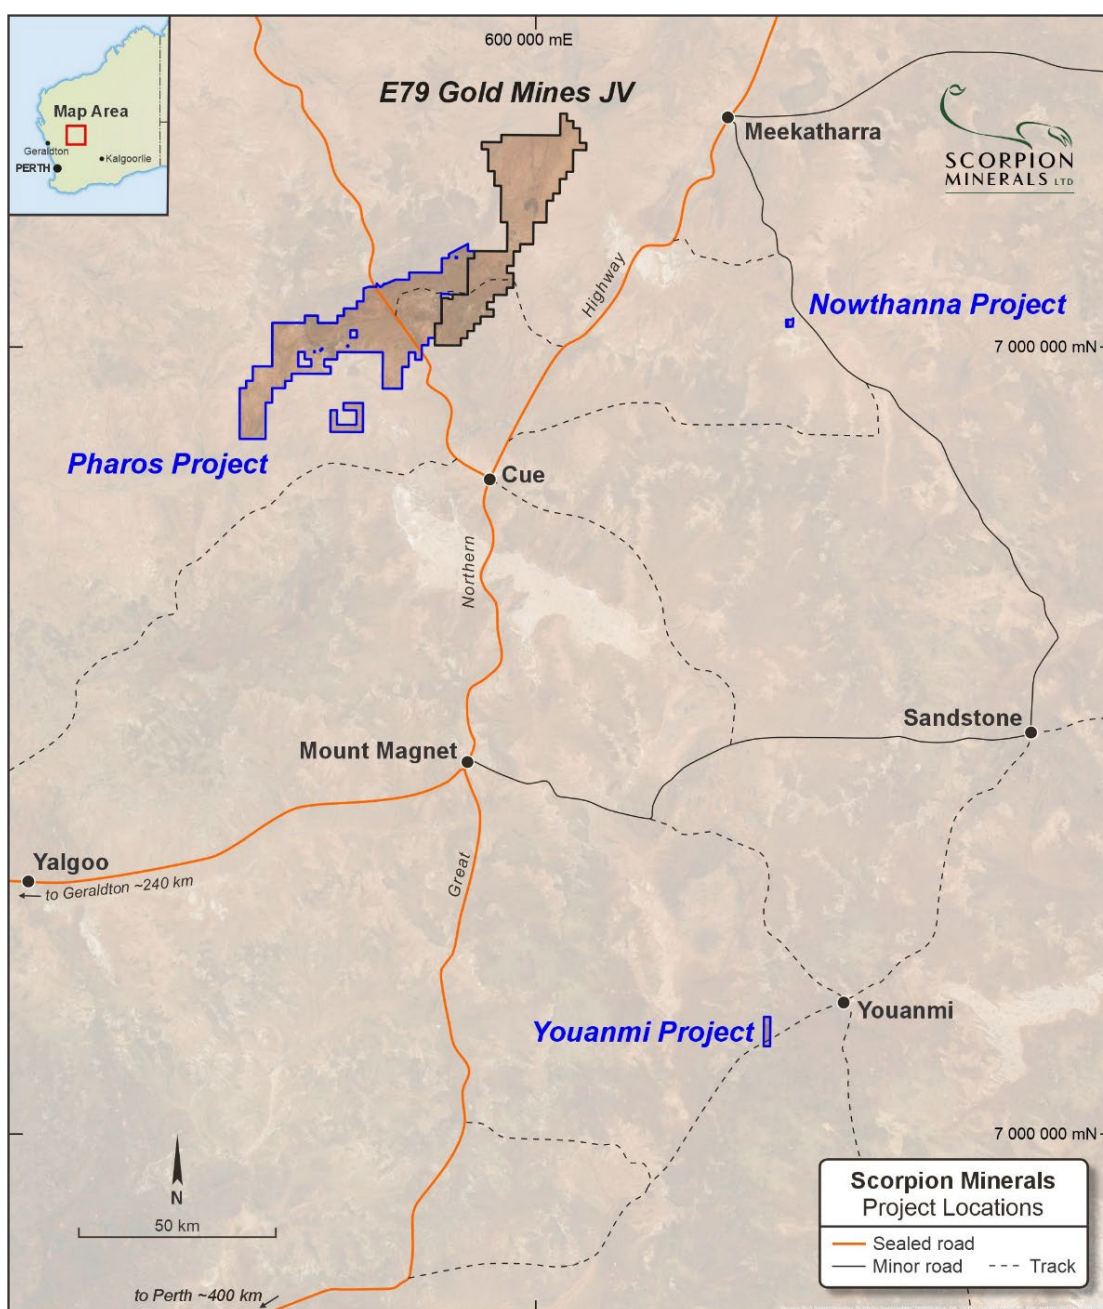 600 000 mE
Map Area
Geraldton
Kalgoorlie
PERTH
E79 Gold Mines JV
Meekatharra
SCORPION
MINERALS LTD
Highway
Nowthanna Project
7 000 000 mN
Pharos Project
Cue
Northern
Sandstone
Mount Magnet
Yalgoo
to Geraldton ~240 km
Great
Youanmi
Youanmi Project
7 000 000 mN
N
50 km
to Perth ~400 km
Scorpion Minerals
Project Locations
Sealed road
Minor road
Track